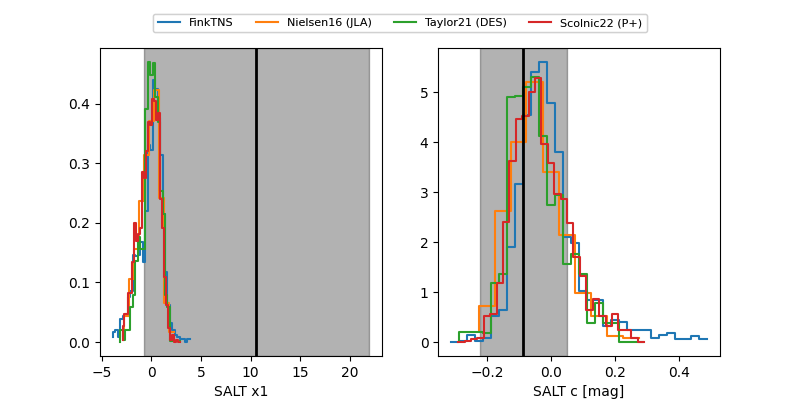 FinkTNS Nielsen16 (JLA) Taylor21 (DES) Scolnic22 (P+)
0.4
0.3
0.2
0.1
0.0
−5 0 5 10 15 20
SALT x1
5
4
3
2
1
0
−0.2 0.0 0.2 0.4
SALT c [mag]